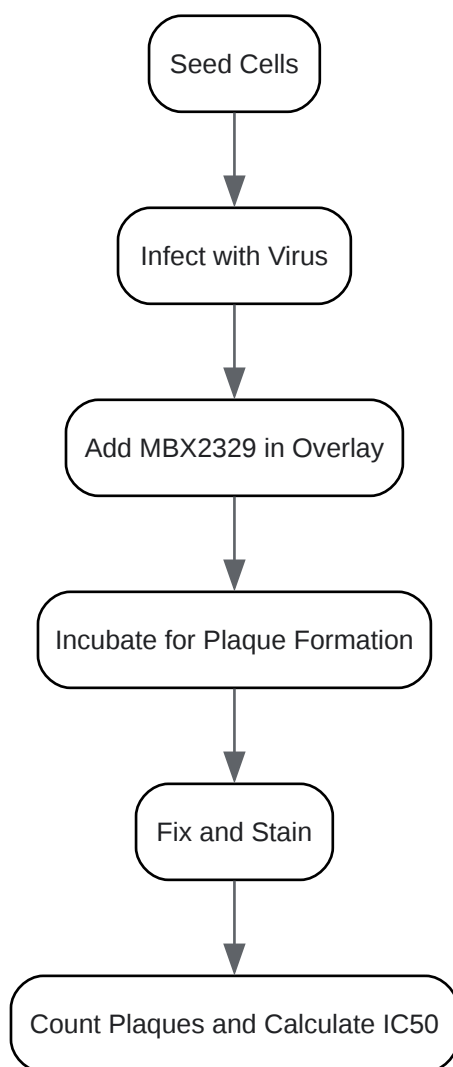 Seed Cells
Infect with Virus
Add MBX2329 in Overlay
Incubate for Plaque Formation
Fix and Stain
Count Plaques and Calculate IC50